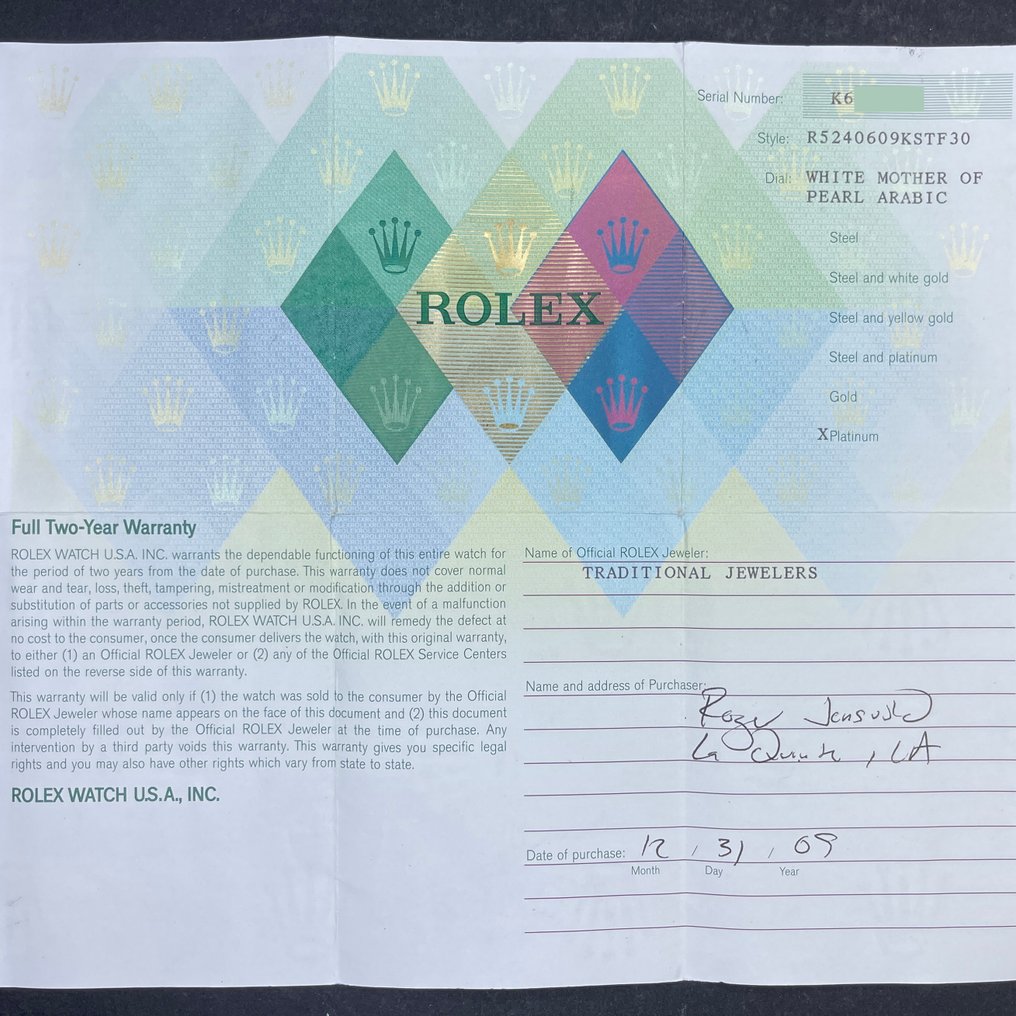 Serial Number: K6
Style: R5240609KSTF30
Dial: WHITE MOTHER OF
PEARL ARABIC
Steel
Steel and white gold
Steel and yellow gold
Steel and platinum
Gold
X Platinum
ROLEX
Full Two-Year Warranty
ROLEX WATCH U.S.A. INC. warrants the dependable functioning of this entire watch for
the period of two years from the date of purchase. This warranty does not cover normal
wear and tear, loss, theft, tampering, mistreatment or modification through the addition or
substitution of parts or accessories not supplied by ROLEX. In the event of a malfunction
arising within the warranty period, ROLEX WATCH U.S.A. INC. will remedy the defect at
no cost to the consumer, once the consumer delivers the watch, with this original warranty,
to either (1) an Official ROLEX Jeweler or (2) any of the Official ROLEX Service Centers
listed on the reverse side of this warranty.
This warranty will be valid only if (1) the watch was sold to the consumer by the Official
ROLEX Jeweler whose name appears on the face of this document and (2) this document
is completely filled out by the Official ROLEX Jeweler at the time of purchase. Any
intervention by a third party voids this warranty. This warranty gives you specific legal
rights and you may also have other rights which vary from state to state.
ROLEX WATCH U.S.A., INC.
Name of Official ROLEX Jeweler:
TRADITIONAL JEWELERS
Name and address of Purchaser:
La Quinta, CA
Date of purchase: 12 / 31 / 09
Month Day Year